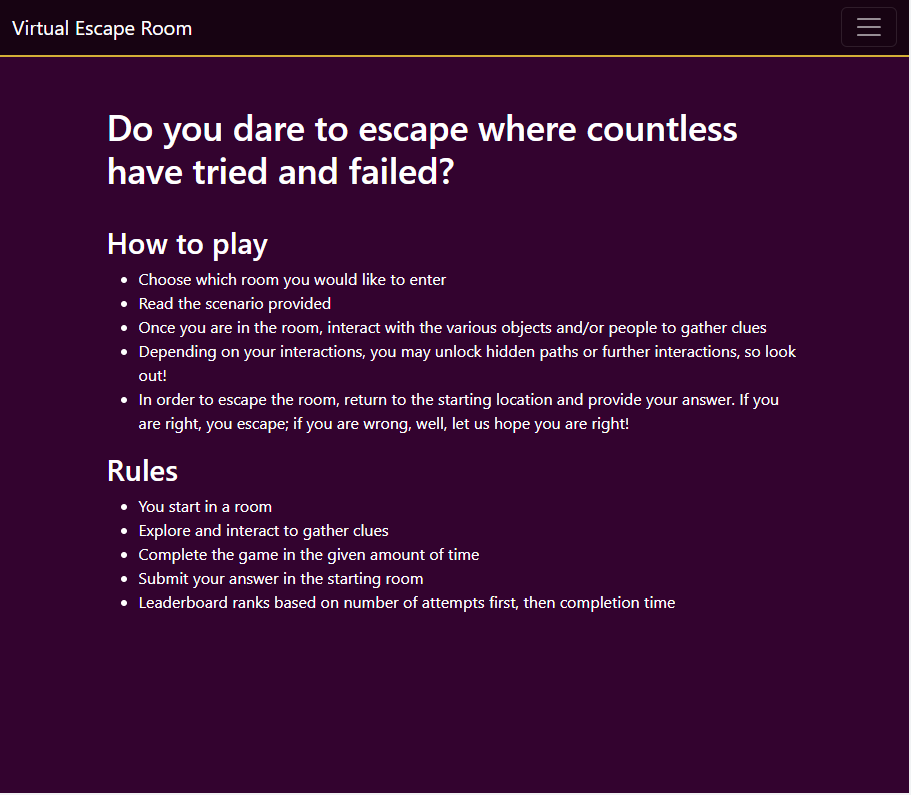 Virtual Escape Room
Do you dare to escape where countless
have tried and failed?
How to play
Choose which room you would like to enter
Read the scenario provided
Once you are in the room, interact with the various objects and/or people to gather clues
Depending on your interactions, you may unlock hidden paths or further interactions, so look
out!
In order to escape the room, return to the starting location and provide your answer. If you
are right, you escape; if you are wrong, well, let us hope you are right!
Rules
You start in a room
Explore and interact to gather clues
Complete the game in the given amount of time
Submit your answer in the starting room
Leaderboard ranks based on number of attempts first, then completion time